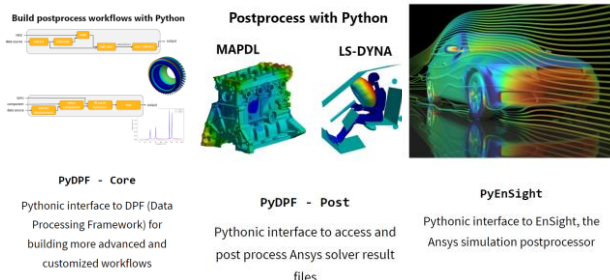 Build postprocess workflows with Python
PyDPF - Core
Pythonic interface to DPF (Data
Processing Framework) for
building more advanced and
customized workflows
Postprocess with Python
MAPDL
LS-DYNA
PyDPF - Post
Pythonic interface to access and
post process Ansys solver result
files
PyEnSight
Pythonic interface to EnSight, the
Ansys simulation postprocessor